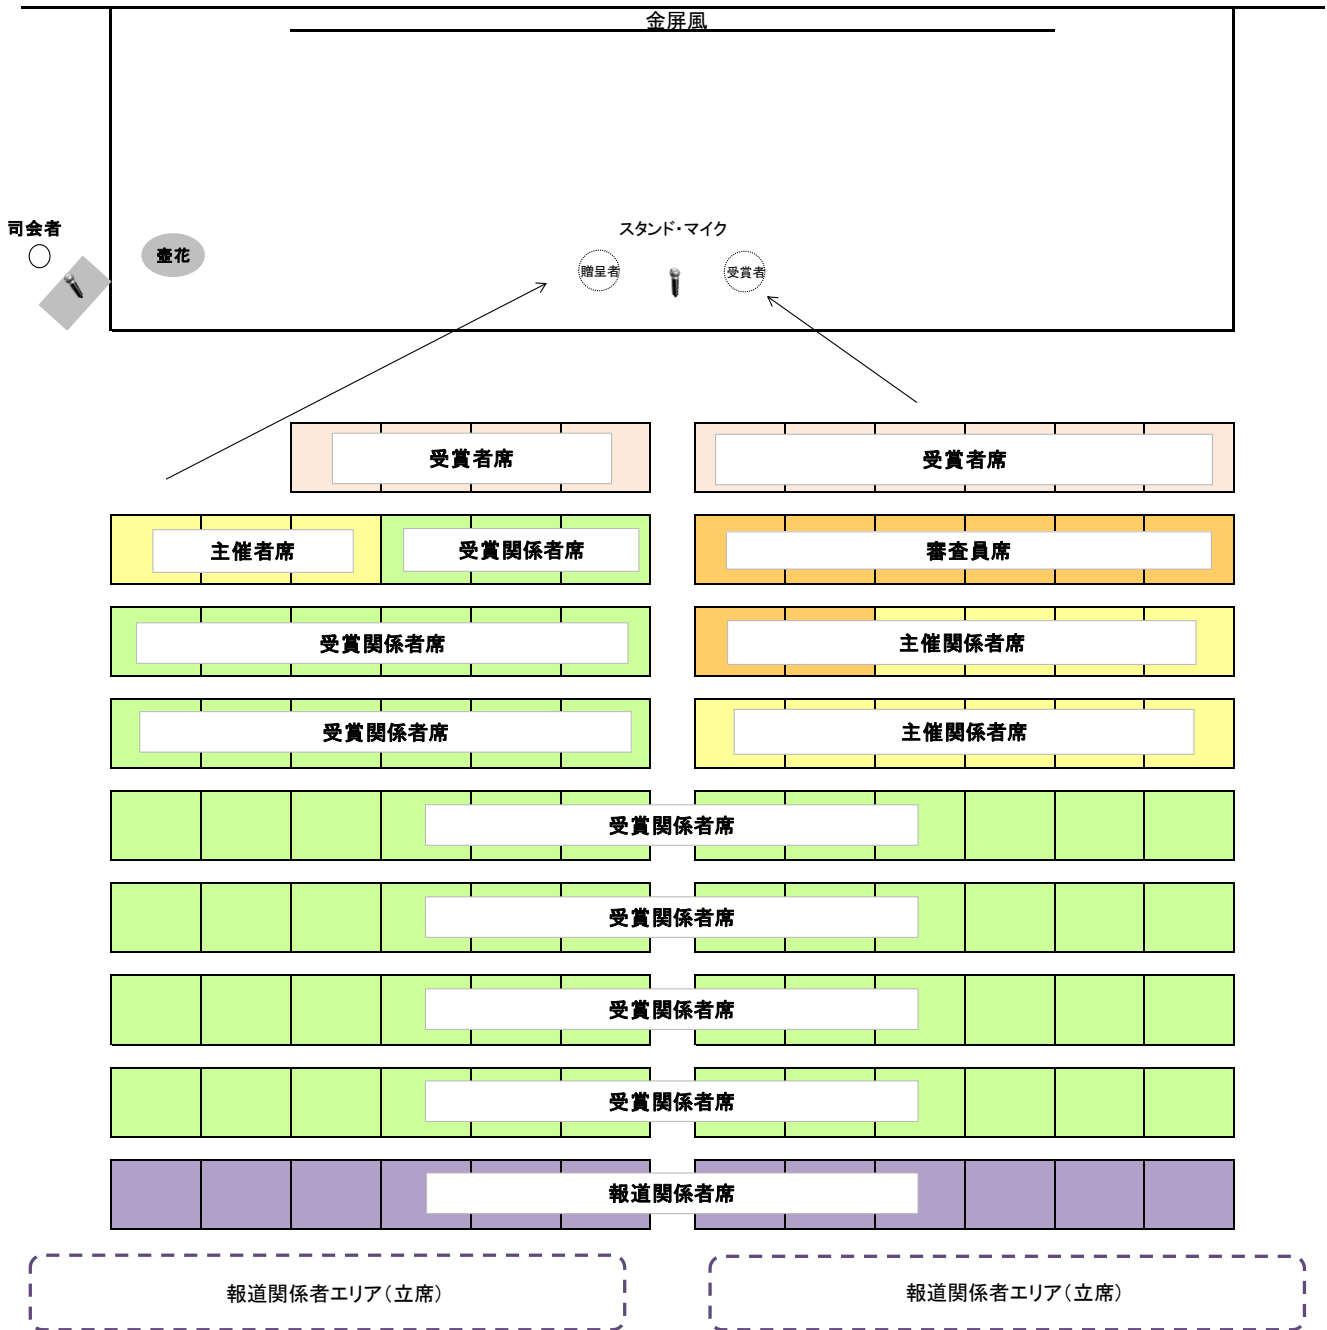 金屏風
司会者
壺花
スタンド・マイク
贈呈者
受賞者
受賞者席
受賞者席
主催者席
受賞関係者席
審査員席
受賞関係者席
主催関係者席
受賞関係者席
主催関係者席
受賞関係者席
受賞関係者席
受賞関係者席
受賞関係者席
報道関係者席
報道関係者エリア（立席）
報道関係者エリア（立席）